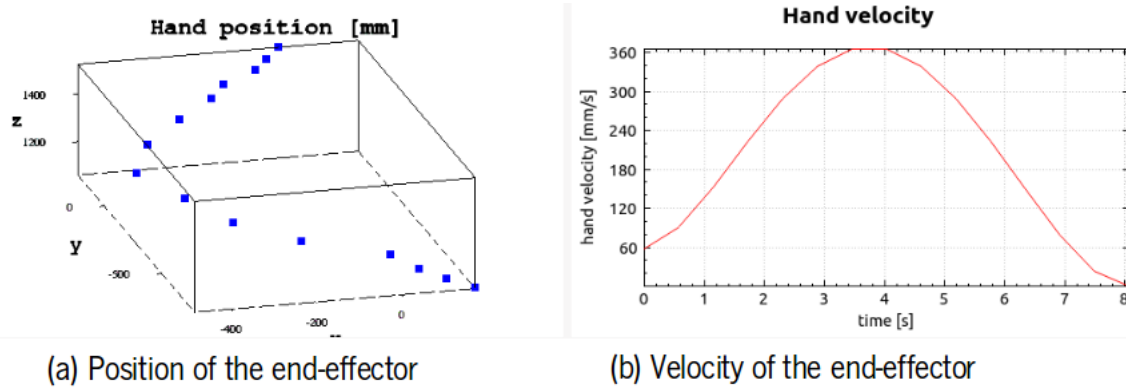 Hand position [mm]
1400
z
1200
0
y
-500
-400
-200
0
Hand velocity
360
300
240
180
120
60
hand velocity [mm/s]
0
1
2
3
4
5
6
7
8
time [s]
(a) Position of the end-effector
(b) Velocity of the end-effector